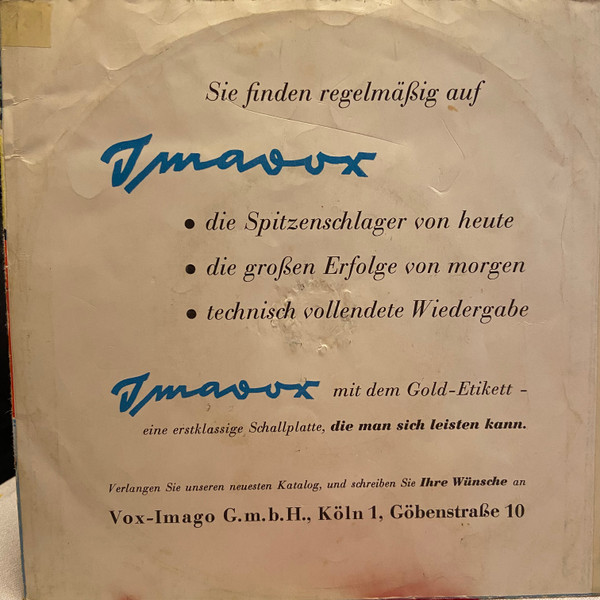 Sie finden regelmäßig auf
Imavox
• die Spitzenschlager von heute
• die großen Erfolge von morgen
• technisch vollendete Wiedergabe
Imavox mit dem Gold-Etikett -
eine erstklassige Schallplatte, die man sich leisten kann.
Verlangen Sie unseren neuesten Katalog, und schreiben Sie Ihre Wünsche an
Vox-Imago G.m.b.H., Köln 1, Göbenstraße 10